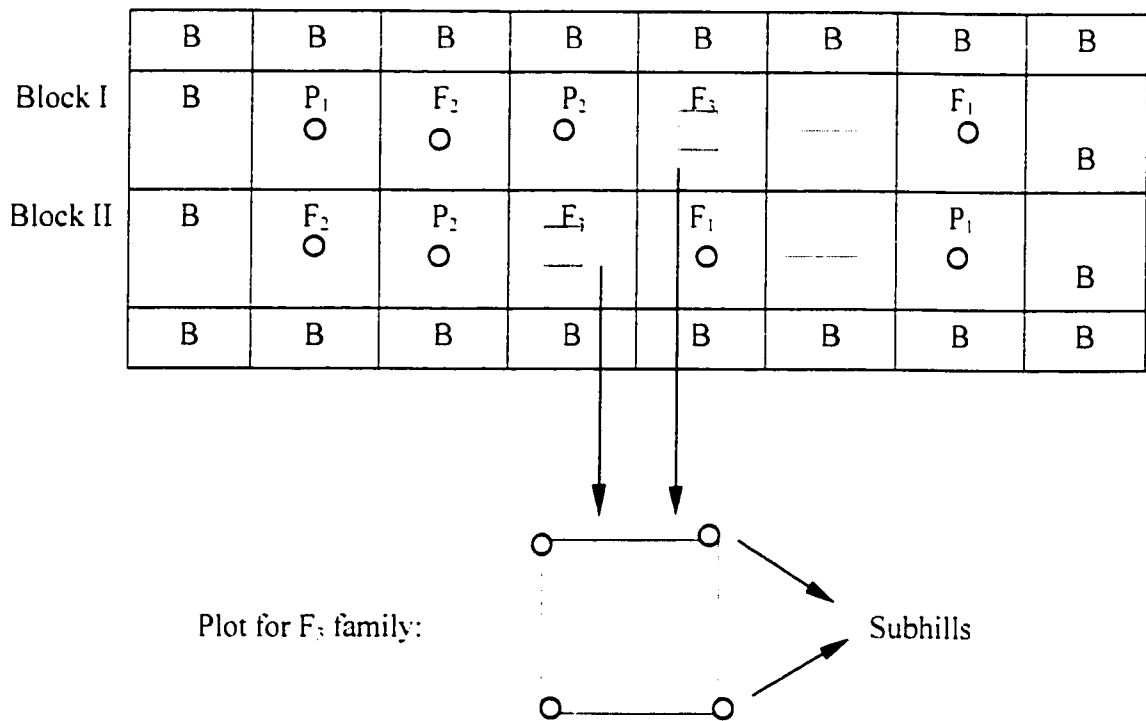 B B B B B B B B
Block I B P₁ F₂ P₂ F₃ F₁ B
Block II B F₂ P₂ F₃ F₁ P₁ B
B B B B B B B B
Plot for F₃ family:
Subhills